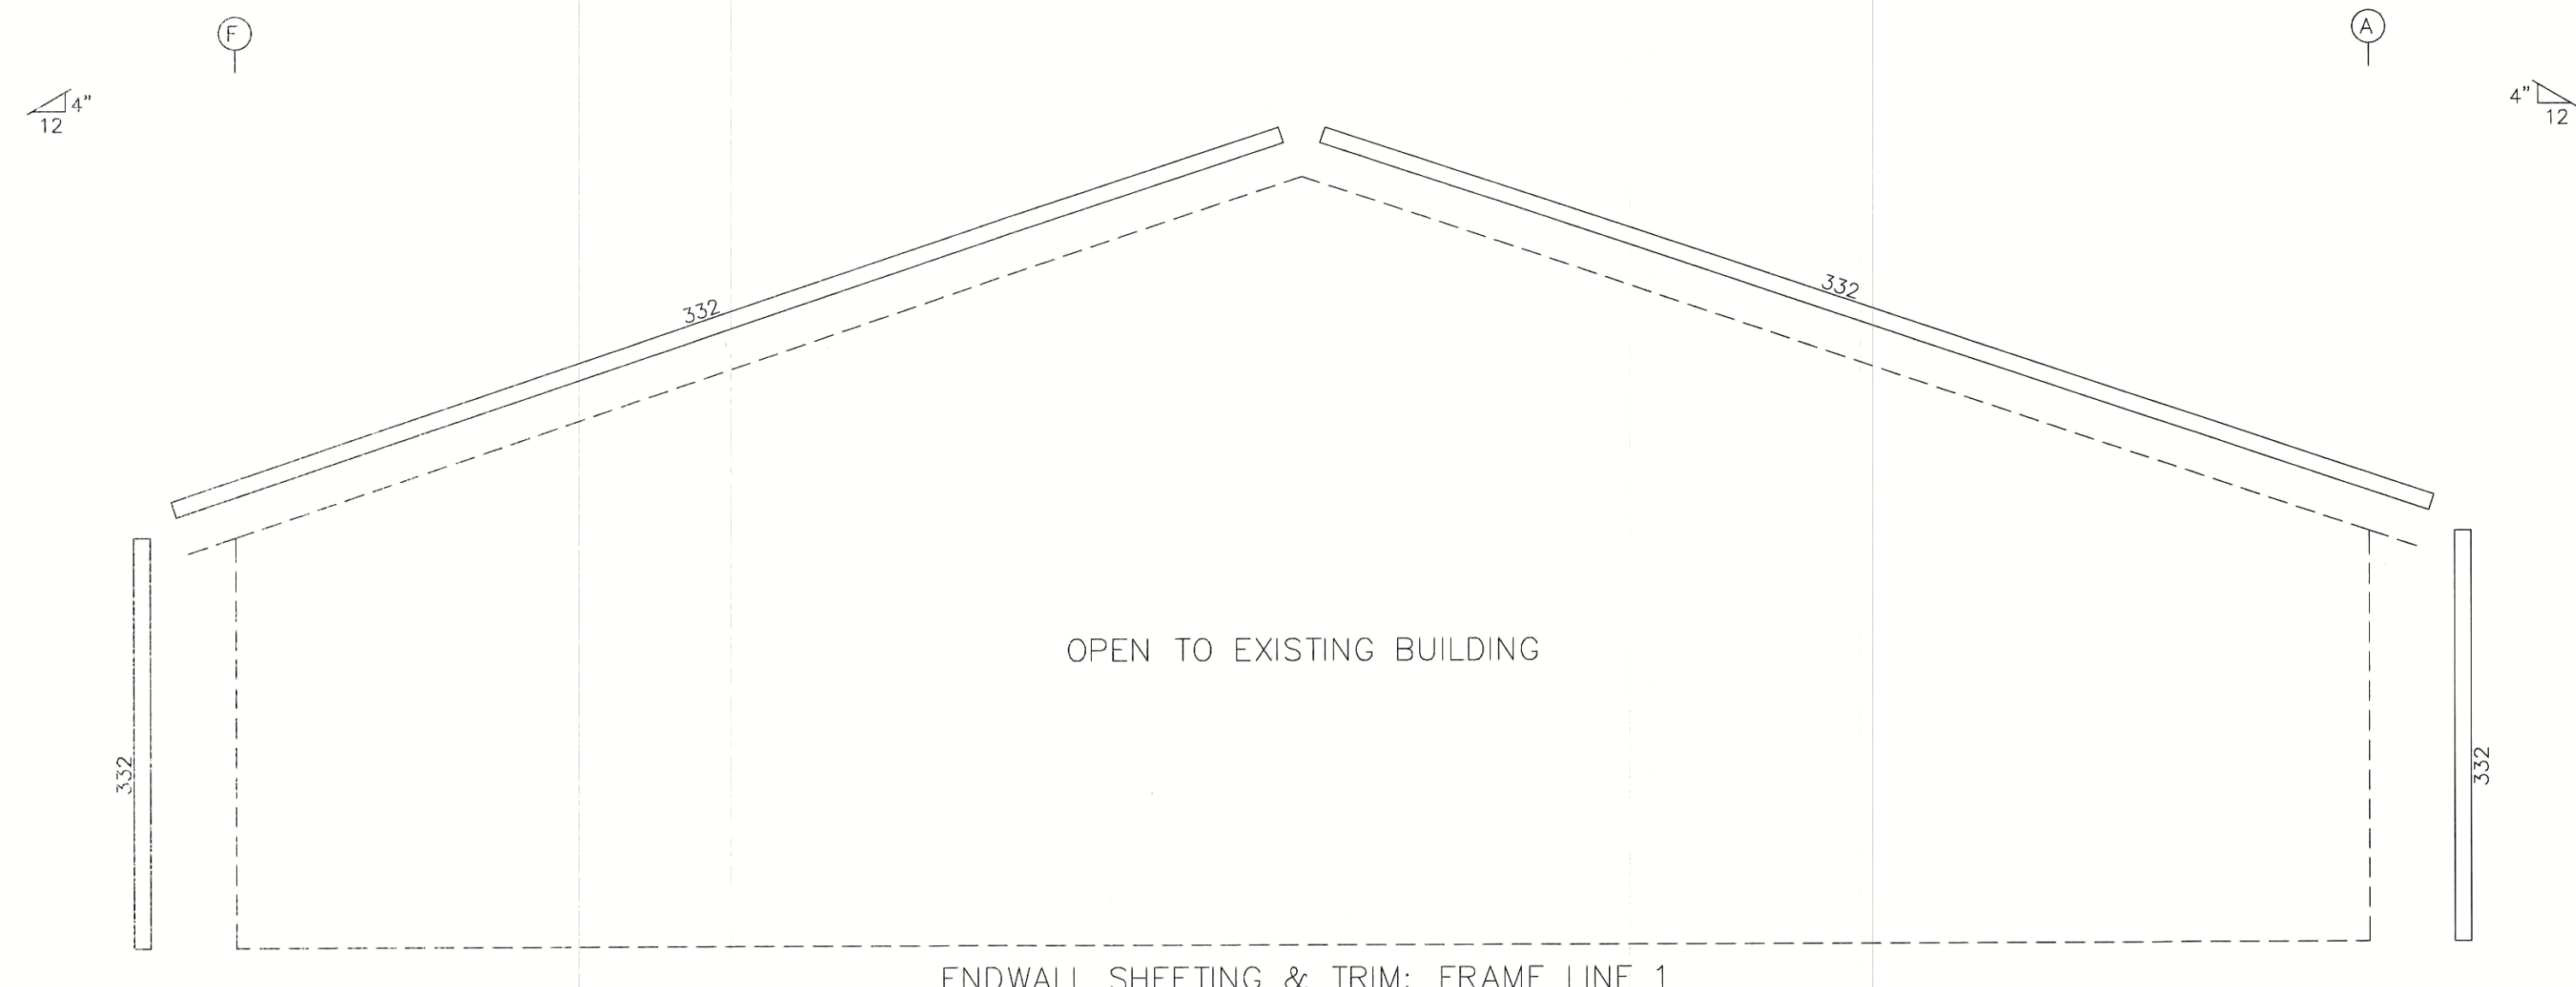 F
A
4"
12
4"
12
332
332
OPEN TO EXISTING BUILDING
332
332
ENDWALL SHEETING & TRIM: FRAME LINE 1